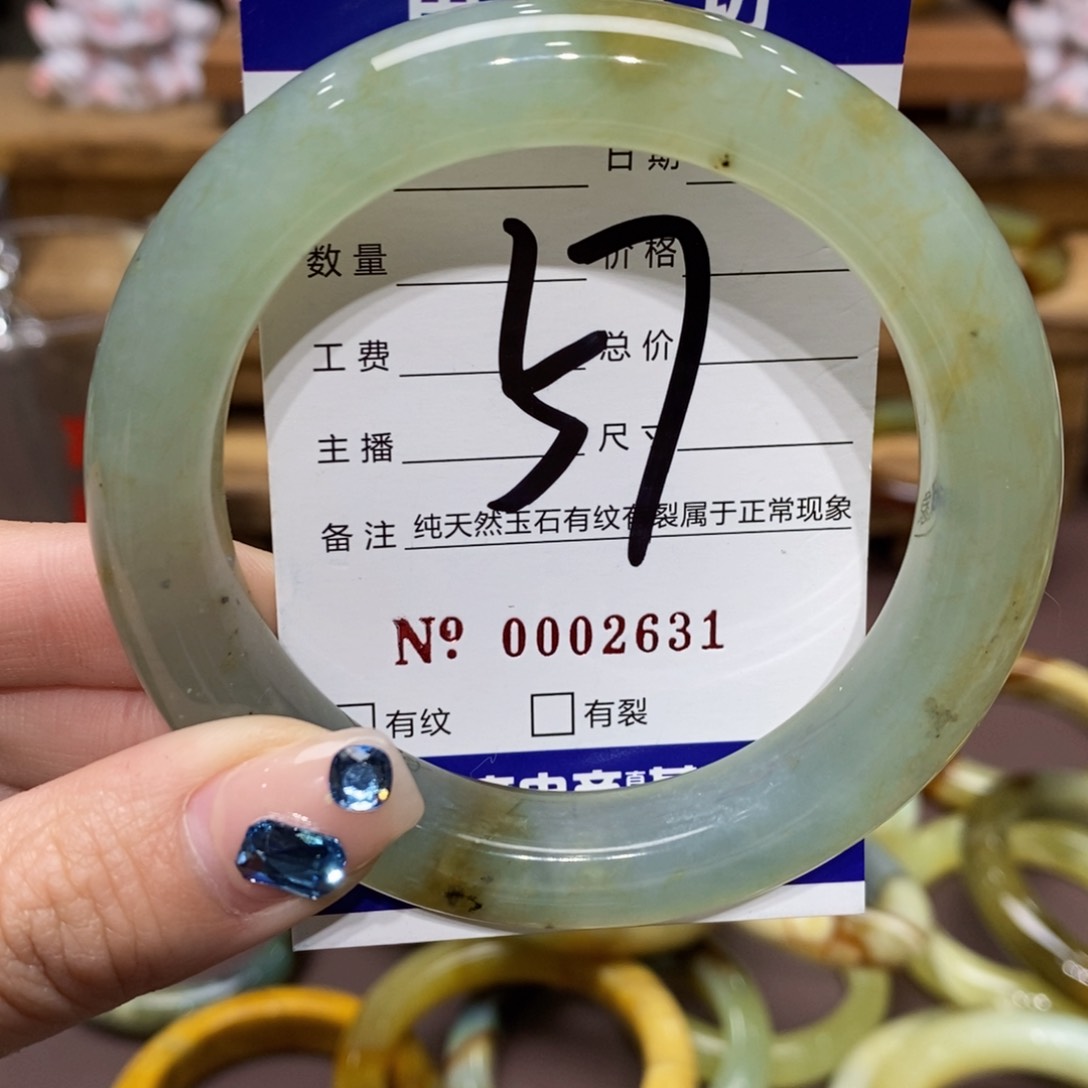 日期
数量 价格
57
工费 总价
主播 尺寸
备注 纯天然玉石有纹有裂属于正常现象
Nº 0002631
有纹 有裂